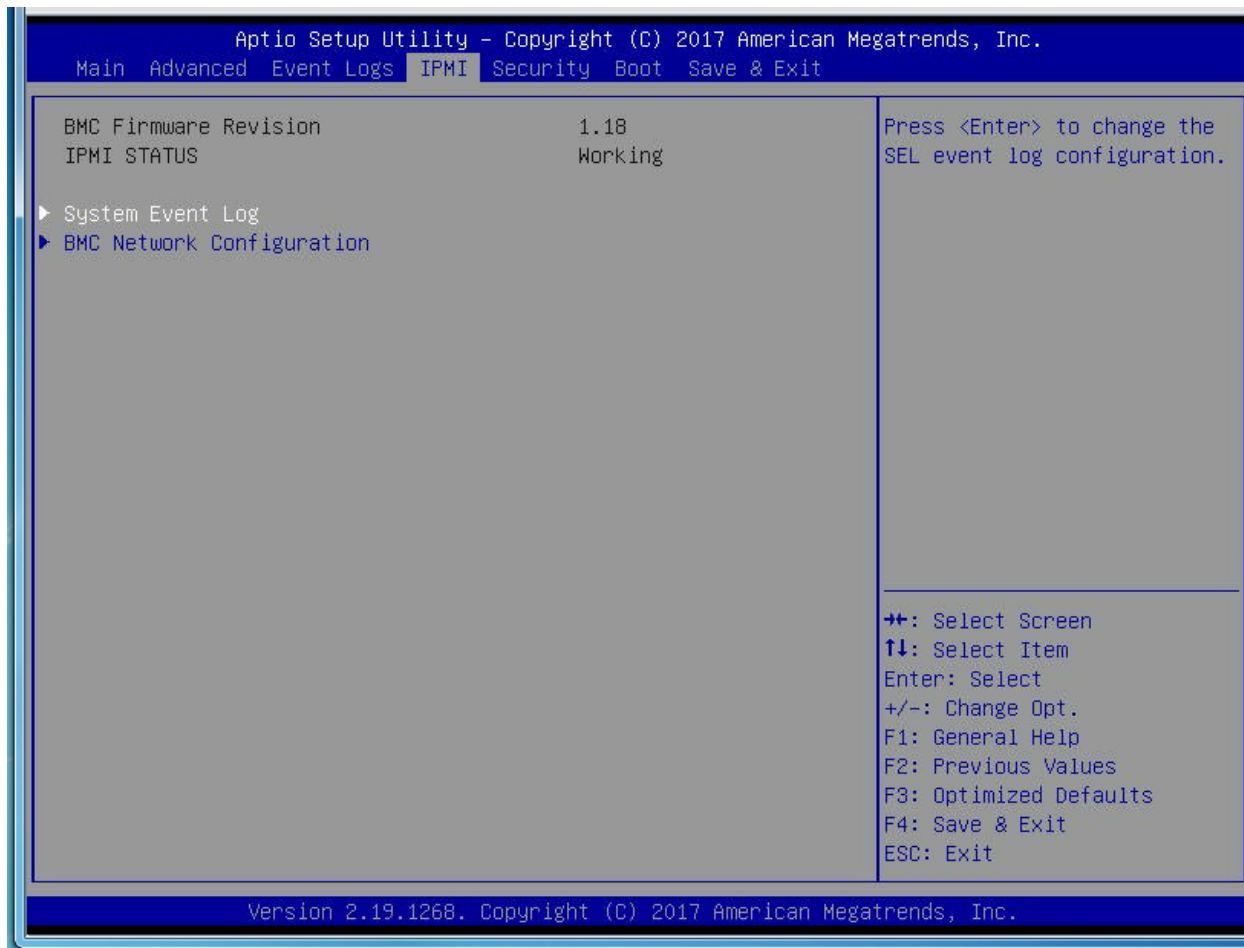 Aptio Setup Utility – Copyright (C) 2017 American Megatrends, Inc.
Main Advanced Event Logs IPMI Security Boot Save & Exit
BMC Firmware Revision 1.18
IPMI STATUS Working
System Event Log
BMC Network Configuration
Press <Enter> to change the
SEL event log configuration.
→←: Select Screen
↑↓: Select Item
Enter: Select
+/-: Change Opt.
F1: General Help
F2: Previous Values
F3: Optimized Defaults
F4: Save & Exit
ESC: Exit
Version 2.19.1268. Copyright (C) 2017 American Megatrends, Inc.